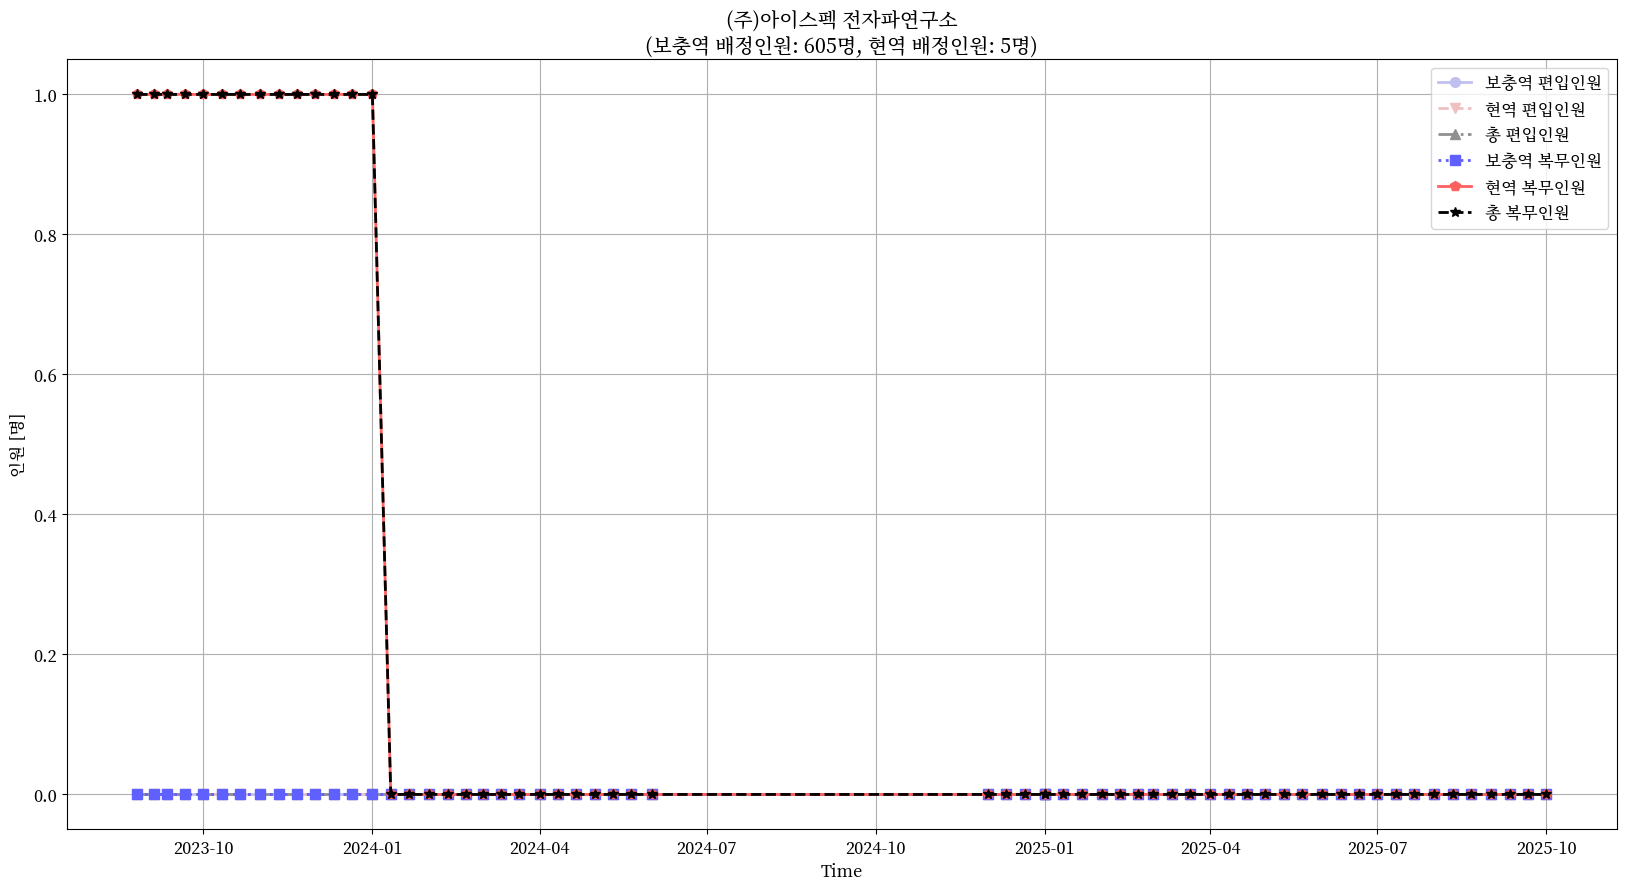 (주)아이스펙 전자파연구소
(보충역 배정인원: 605명, 현역 배정인원: 5명)
보충역 편입인원
현역 편입인원
총 편입인원
보충역 복무인원
현역 복무인원
총 복무인원
인원 [명]
1.0
0.8
0.6
0.4
0.2
0.0
2023-10
2024-01
2024-04
2024-07
2024-10
2025-01
2025-04
2025-07
2025-10
Time